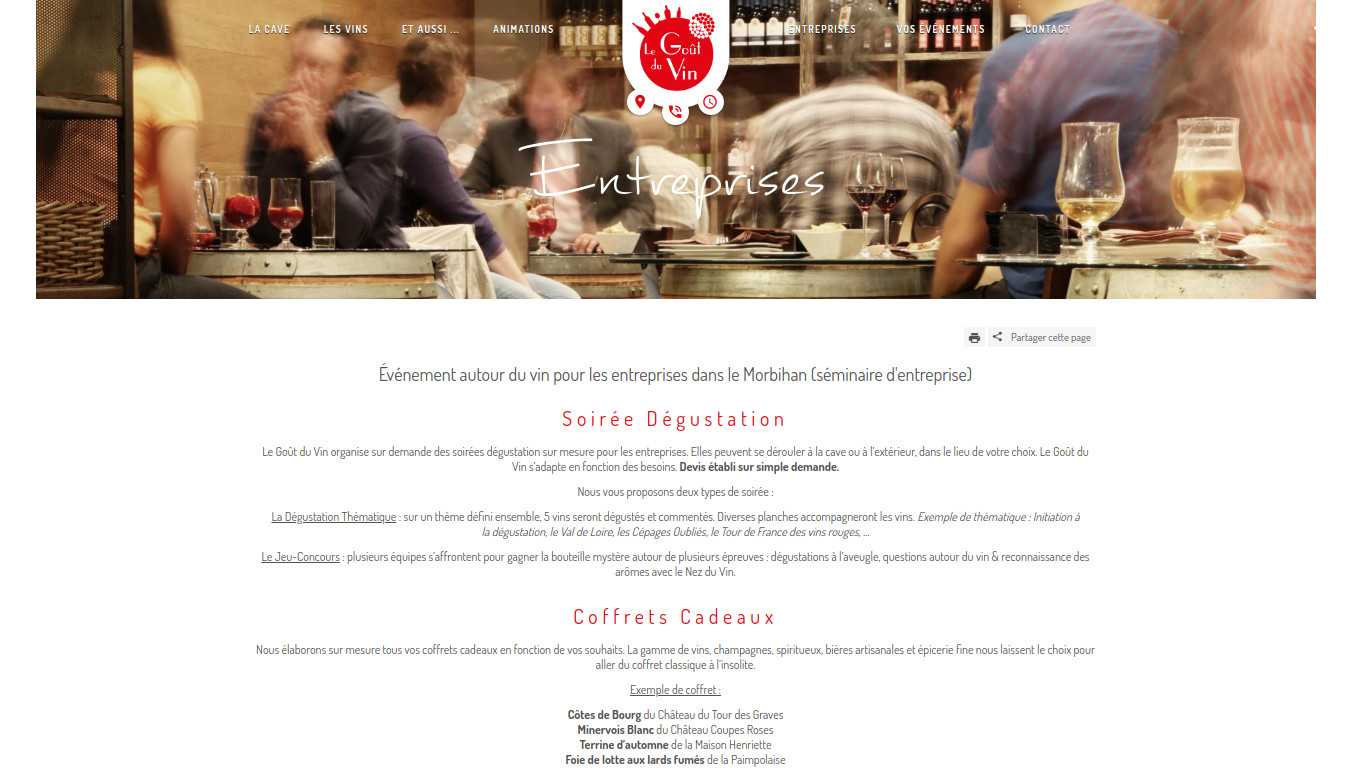 LA CAVE
LES VINS
ET AUSSI ...
ANIMATIONS
Le Goût
du Vin
ENTREPRISES
VOS ÉVÉNEMENTS
CONTACT
Entreprises
Partager cette page
Événement autour du vin pour les entreprises dans le Morbihan (séminaire d'entreprise)
Soirée Dégustation
Le Goût du Vin organise sur demande des soirées dégustation sur mesure pour les entreprises. Elles peuvent se dérouler à la cave ou à l'extérieur, dans le lieu de votre choix. Le Goût du
Vin s'adapte en fonction des besoins. Devis établi sur simple demande.
Nous vous proposons deux types de soirée :
La Dégustation Thématique : sur un thème défini ensemble, 5 vins seront dégustés et commentés. Diverses planches accompagneront les vins. Exemple de thématique : Initiation à
la dégustation, le Val de Loire, les Cépages Oubliés, le Tour de France des vins rouges, ...
Le Jeu-Concours : plusieurs équipes s'affrontent pour gagner la bouteille mystère autour de plusieurs épreuves : dégustations à l'aveugle, questions autour du vin & reconnaissance des
arômes avec le Nez du Vin.
Coffrets Cadeaux
Nous élaborons sur mesure tous vos coffrets cadeaux en fonction de vos souhaits. La gamme de vins, champagnes, spiritueux, bières artisanales et épicerie fine nous laissent le choix pour
aller du coffret classique à l'insolite.
Exemple de coffret :
Côtes de Bourg du Château du Tour des Graves
Minervois Blanc du Château Coupes Roses
Terrine d'automne de la Maison Henriette
Foie de lotte aux lards fumés de la Paimpolaise